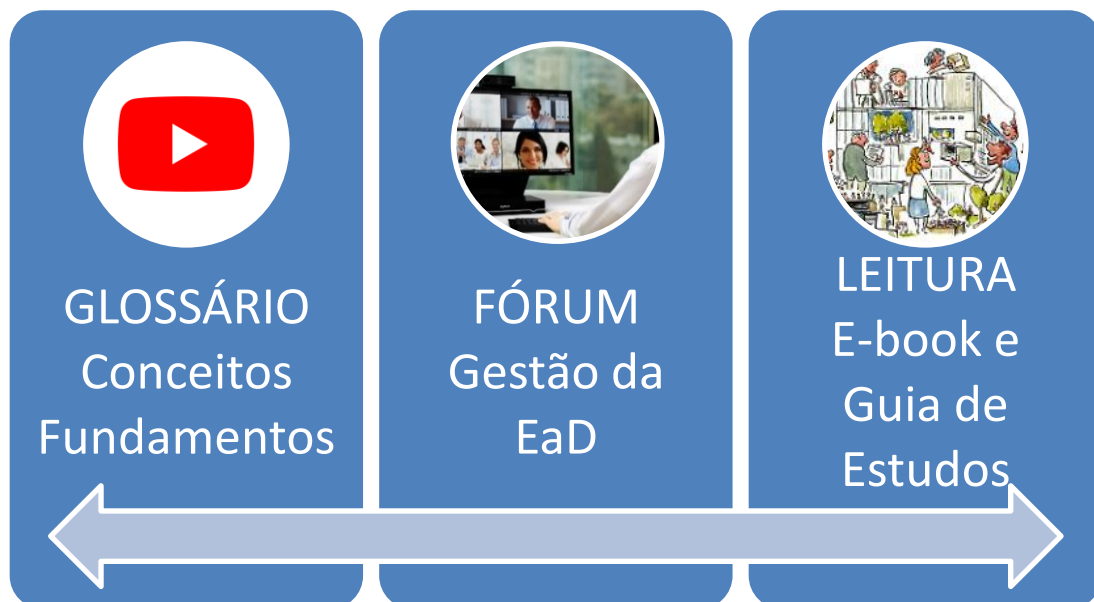 GLOSSÁRIO
Conceitos
Fundamentos
FÓRUM
Gestão da
EaD
LEITURA
E-book e
Guia de
Estudos